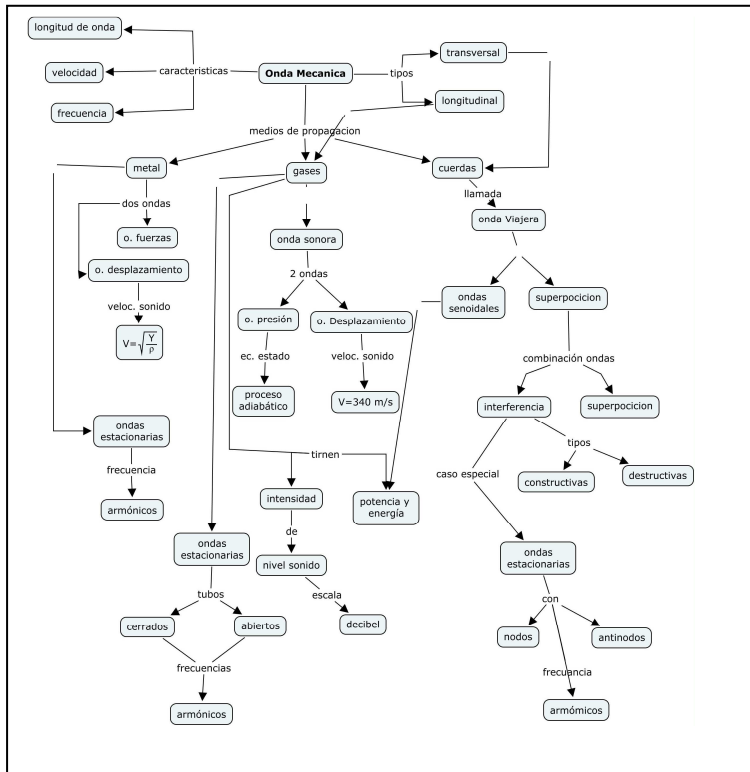 longitud de onda
velocidad
caracteristicas
Onda Mecanica
tipos
transversal
frecuencia
longitudinal
medios de propagacion
metal
gases
cuerdas
dos ondas
llamada
o. fuerzas
onda sonora
onda Viajera
o. desplazamiento
2 ondas
veloc. sonido
o. presión
o. Desplazamiento
ondas
senoidales
superpocicion
V=√Y/ρ
ec. estado
veloc. sonido
combinación ondas
proceso
adiabático
V=340 m/s
interferencia
superpocicion
ondas
estacionarias
tirnen
tipos
frecuencia
caso especial
constructivas
destructivas
armónicos
intensidad
potencia y
energía
de
ondas
estacionarias
nivel sonido
ondas
estacionarias
tubos
escala
con
cerrados
abiertos
decibel
nodos
antinodos
frecuencias
frecuancia
armónicos
armómicos